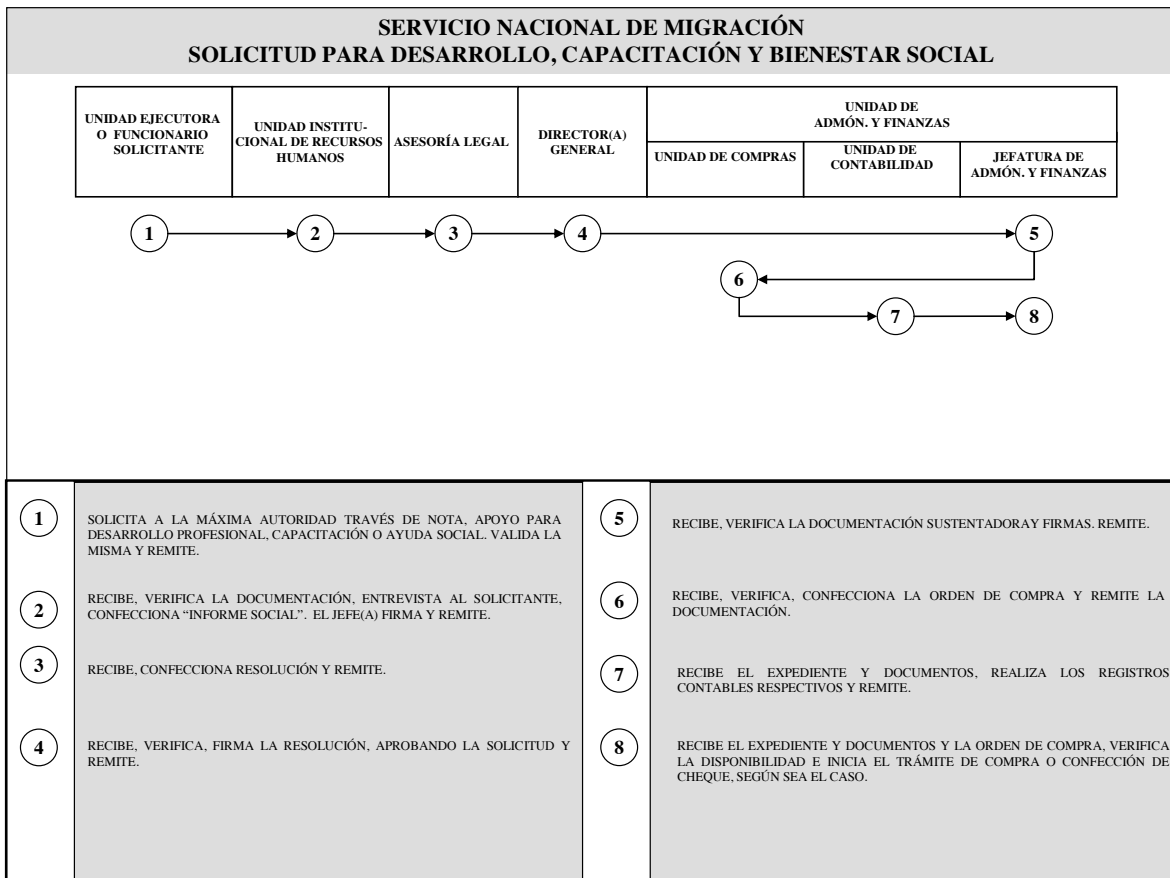 SERVICIO NACIONAL DE MIGRACIÓN
SOLICITUD PARA DESARROLLO, CAPACITACIÓN Y BIENESTAR SOCIAL
UNIDAD EJECUTORA
O FUNCIONARIO
SOLICITANTE
UNIDAD INSTITU-
CIONAL DE RECURSOS
HUMANOS
ASESORÍA LEGAL
DIRECTOR(A)
GENERAL
UNIDAD DE
ADMÓN. Y FINANZAS
UNIDAD DE COMPRAS
UNIDAD DE
CONTABILIDAD
JEFATURA DE
ADMÓN. Y FINANZAS
1
2
3
4
5
6
7
8
1
SOLICITA A LA MÁXIMA AUTORIDAD TRAVÉS DE NOTA, APOYO PARA
DESARROLLO PROFESIONAL, CAPACITACIÓN O AYUDA SOCIAL. VALIDA LA
MISMA Y REMITE.
2
RECIBE, VERIFICA LA DOCUMENTACIÓN, ENTREVISTA AL SOLICITANTE,
CONFECCIONA “INFORME SOCIAL”. EL JEFE(A) FIRMA Y REMITE.
3
RECIBE, CONFECCIONA RESOLUCIÓN Y REMITE.
4
RECIBE, VERIFICA, FIRMA LA RESOLUCIÓN, APROBANDO LA SOLICITUD Y
REMITE.
5
RECIBE, VERIFICA LA DOCUMENTACIÓN SUSTENTADORAY FIRMAS. REMITE.
6
RECIBE, VERIFICA, CONFECCIONA LA ORDEN DE COMPRA Y REMITE LA
DOCUMENTACIÓN.
7
RECIBE EL EXPEDIENTE Y DOCUMENTOS, REALIZA LOS REGISTROS
CONTABLES RESPECTIVOS Y REMITE.
8
RECIBE EL EXPEDIENTE Y DOCUMENTOS Y LA ORDEN DE COMPRA, VERIFICA
LA DISPONIBILIDAD E INICIA EL TRÁMITE DE COMPRA O CONFECCIÓN DE
CHEQUE, SEGÚN SEA EL CASO.